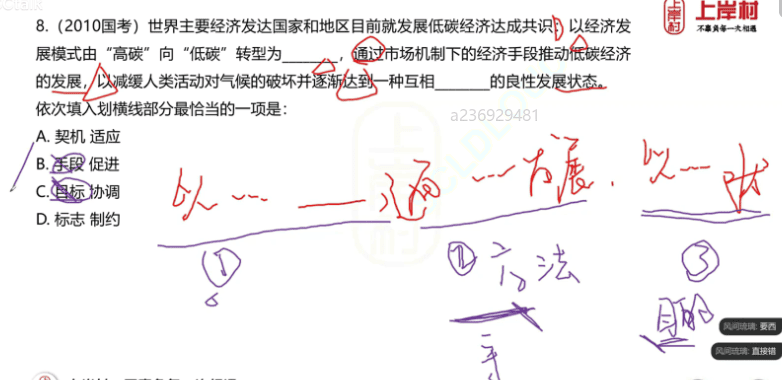 上岸村
不辜负每一次相遇
8.（2010国考）世界主要经济发达国家和地区目前就发展低碳经济达成共识：以经济发
展模式由“高碳”向“低碳”转型为______，通过市场机制下的经济手段推动低碳经济
的发展，以减缓人类活动对气候的破坏并逐渐达到一种互相______的良性发展状态。
依次填入划横线部分最恰当的一项是：
a236929481
A. 契机 适应
B. 手段 促进
C. 目标 协调
D. 标志 制约
以… —— 通过 … 发展. 以… 状
① ② 方法 ③
目的
风间琉璃: 要西
风间琉璃: 直接错